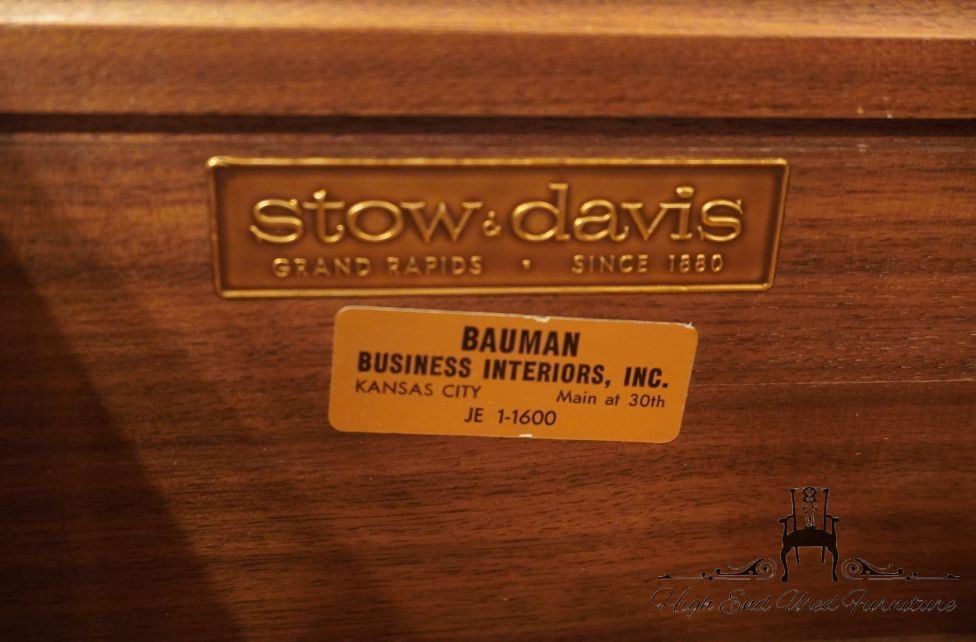 stow & davis
GRAND RAPIDS • SINCE 1880
BAUMAN
BUSINESS INTERIORS, INC.
KANSAS CITY Main at 30th
JE 1-1600
High End Used Furniture